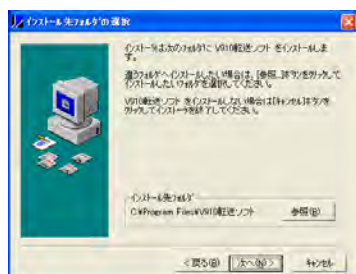 インストール先フォルダの選択
インストーラは次のフォルダに V910転送ソフト をインストールしま
す。
違うフォルダへインストールしたい場合は、[参照...]ボタンをクリックして
インストールしたいフォルダを選択してください。
V910転送ソフト をインストールしない場合は[キャンセル]ボタンを
クリックしてインストーラを終了してください。
インストール先フォルダ
C:¥Program Files¥V910転送ソフト
参照(R)
< 戻る(B)
次へ(N) >
キャンセル